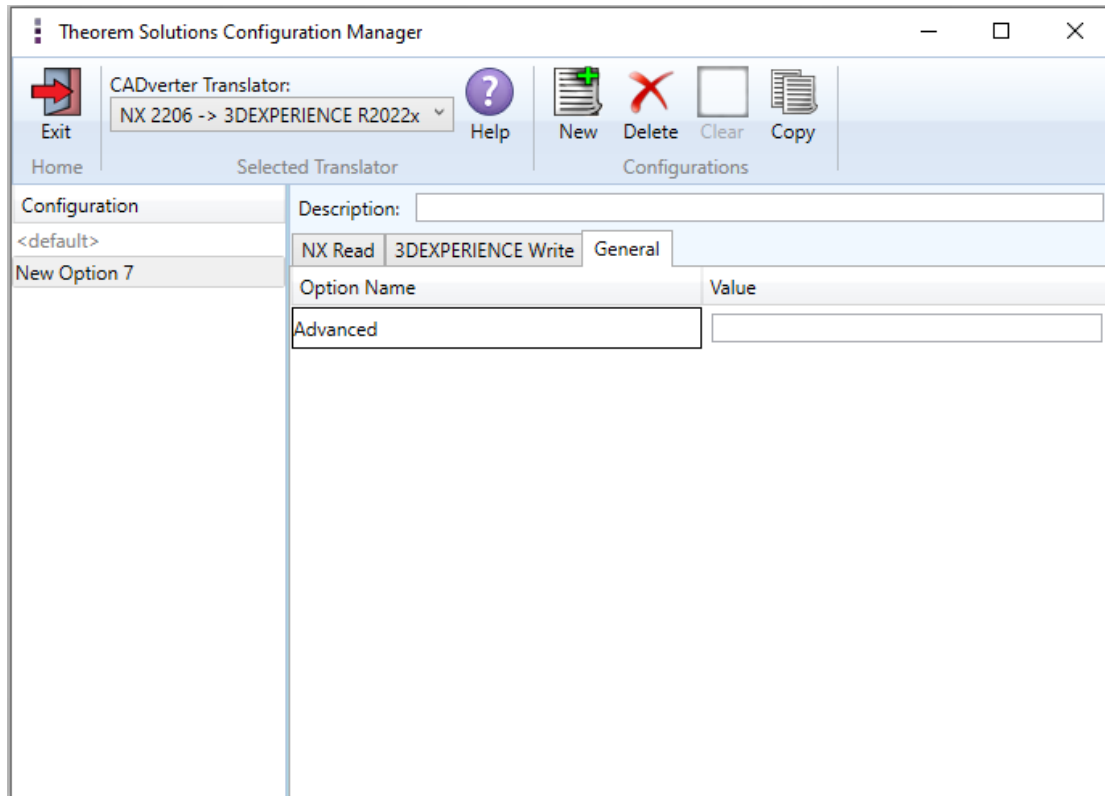 Theorem Solutions Configuration Manager
CADverter Translator:
NX 2206 -> 3DEXPERIENCE R2022x
Exit
Help
New
Delete
Clear
Copy
Home
Selected Translator
Configurations
Configuration
Description:
<default>
NX Read
3DEXPERIENCE Write
General
New Option 7
Option Name
Value
Advanced